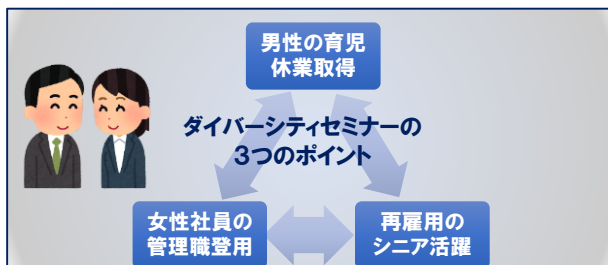 男性の育児
休業取得
ダイバーシティセミナーの
３つのポイント
女性社員の
管理職登用
再雇用の
シニア活躍